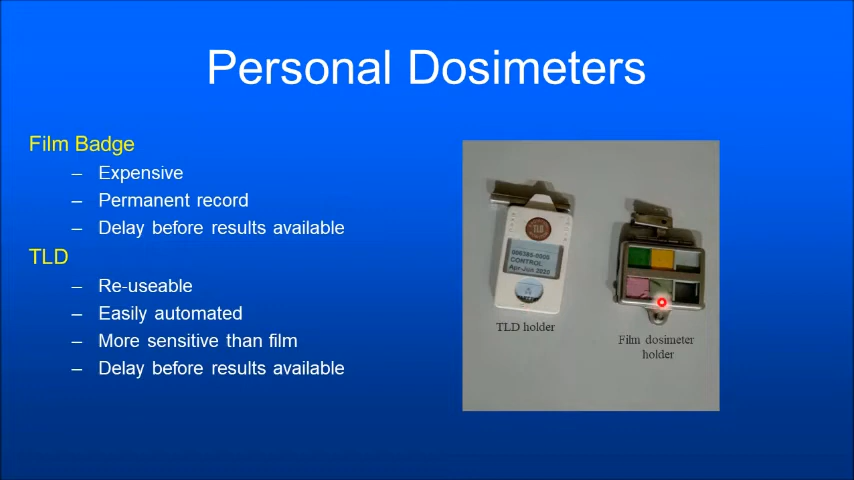 Personal Dosimeters
Film Badge
– Expensive
– Permanent record
– Delay before results available
TLD
– Re-useable
– Easily automated
– More sensitive than film
– Delay before results available
TLD
CONTROL
Apr-Jun 2020
TLD holder
Film dosimeter
holder